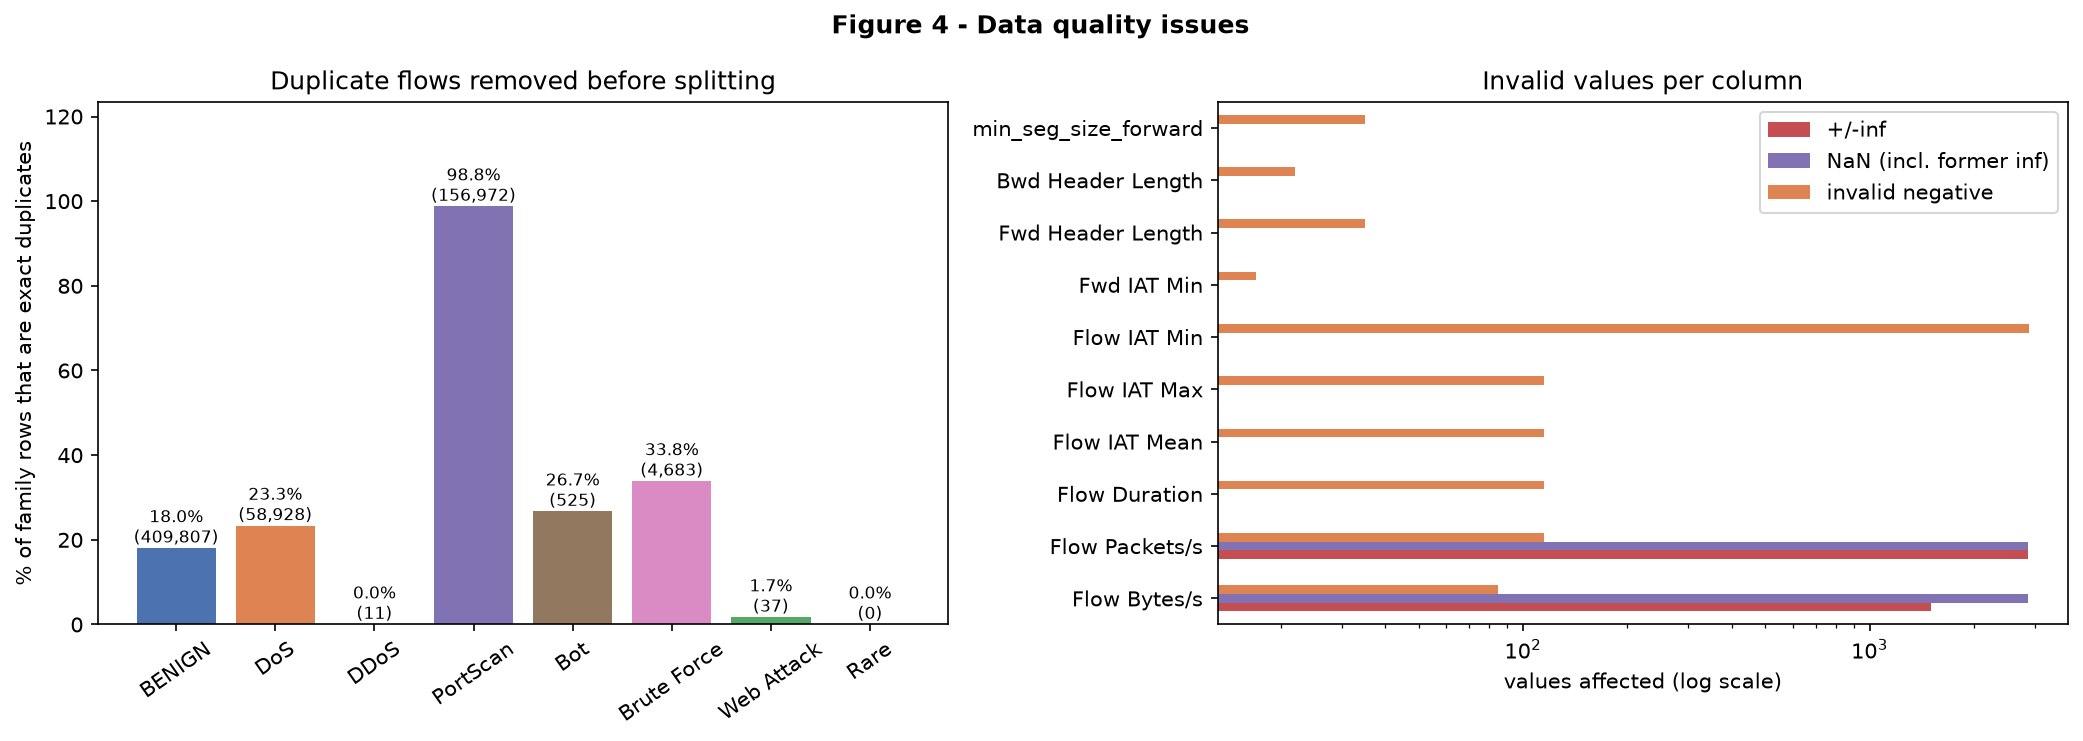 Figure 4 - Data quality issues
Duplicate flows removed before splitting
% of family rows that are exact duplicates
120
100
80
60
40
20
0
18.0%
(409,807)
23.3%
(58,928)
0.0%
(11)
98.8%
(156,972)
26.7%
(525)
33.8%
(4,683)
1.7%
(37)
0.0%
(0)
BENIGN
DoS
DDoS
PortScan
Bot
Brute Force
Web Attack
Rare
Invalid values per column
min_seg_size_forward
Bwd Header Length
Fwd Header Length
Fwd IAT Min
Flow IAT Min
Flow IAT Max
Flow IAT Mean
Flow Duration
Flow Packets/s
Flow Bytes/s
+/-inf
NaN (incl. former inf)
invalid negative
10²
10³
values affected (log scale)